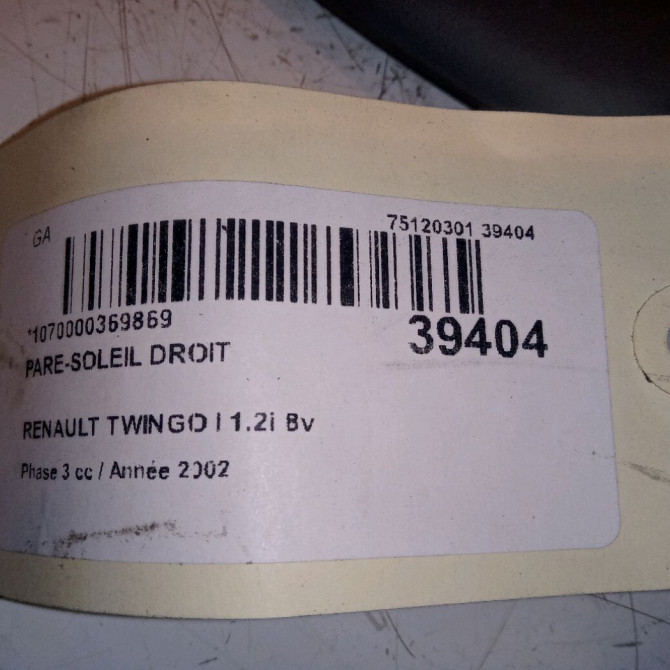 GA
75120301 39404
*1070000369869
39404
PARE-SOLEIL DROIT
RENAULT TWINGO I 1.2i 8v
Phase 3 cc / Année 2002